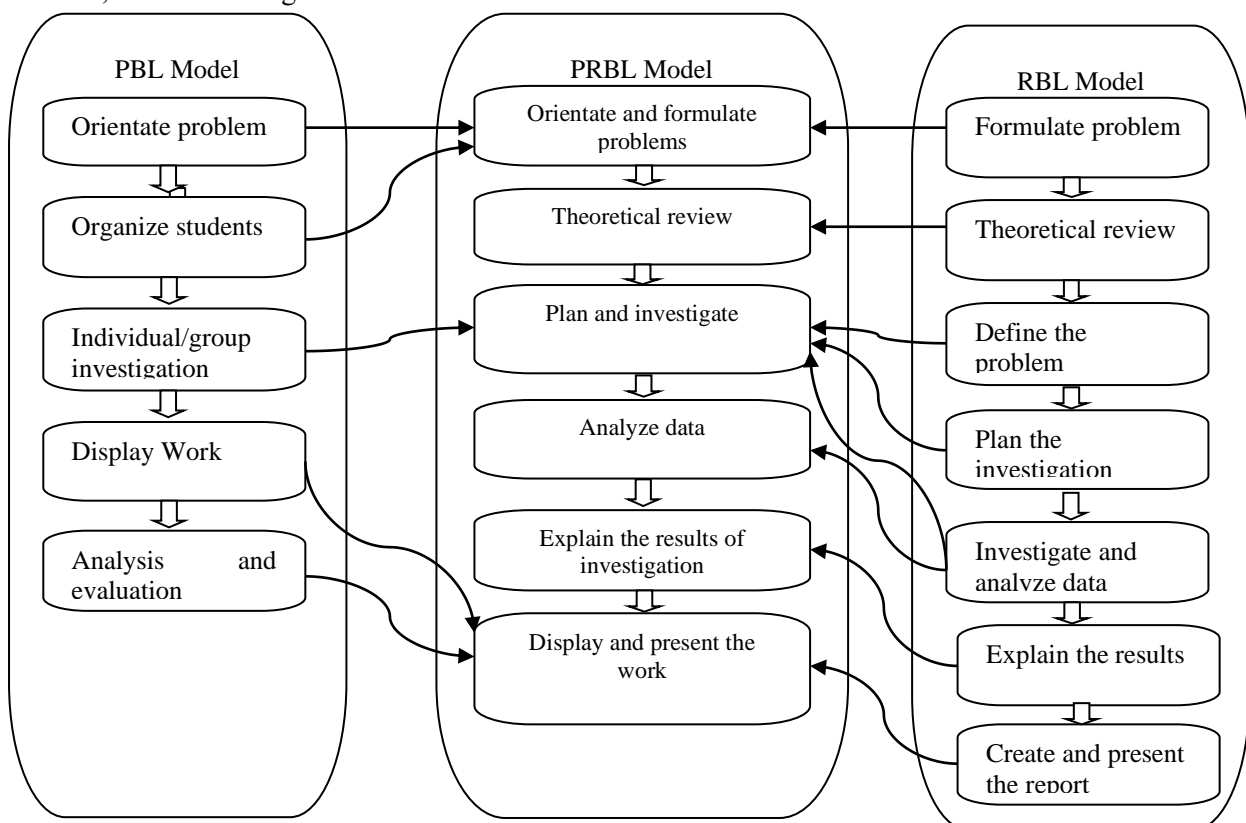 PBL Model
Orientate problem
Organize students
Individual/group
investigation
Display Work
Analysis and
evaluation
PRBL Model
Orientate and formulate
problems
Theoretical review
Plan and investigate
Analyze data
Explain the results of
investigation
Display and present the
work
RBL Model
Formulate problem
Theoretical review
Define the
problem
Plan the
investigation
Investigate and
analyze data
Explain the results
Create and present
the report